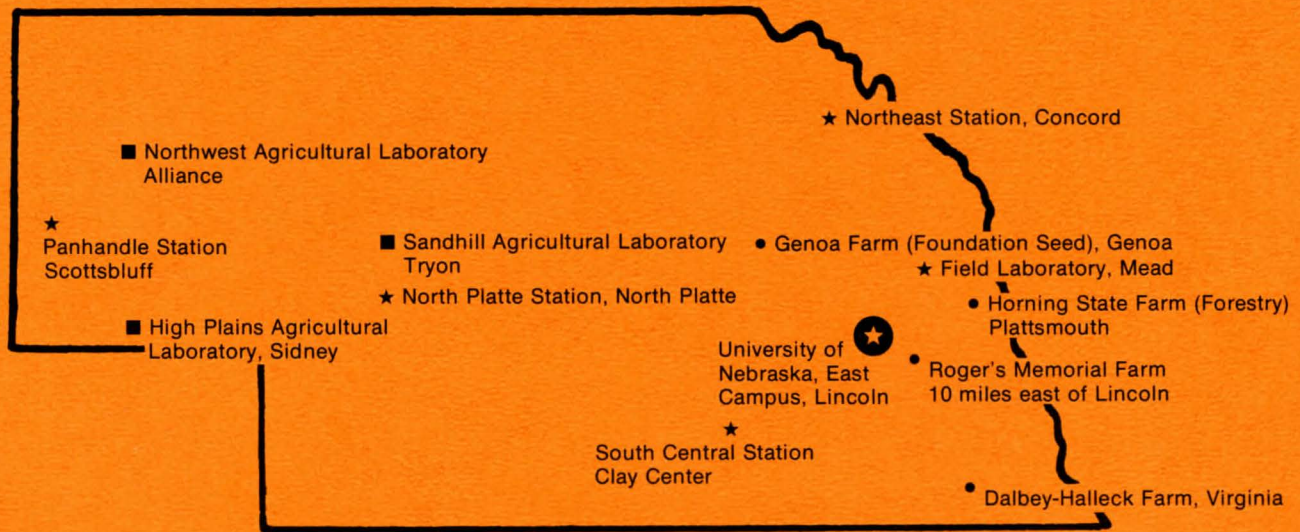 ★ Northeast Station, Concord
■ Northwest Agricultural Laboratory
Alliance
★
Panhandle Station
Scottsbluff
■ Sandhill Agricultural Laboratory
Tryon
● Genoa Farm (Foundation Seed), Genoa
★ Field Laboratory, Mead
★ North Platte Station, North Platte
● Horning State Farm (Forestry)
Plattsmouth
■ High Plains Agricultural
Laboratory, Sidney
University of
Nebraska, East
Campus, Lincoln
● Roger's Memorial Farm
10 miles east of Lincoln
★
South Central Station
Clay Center
● Dalbey-Halleck Farm, Virginia